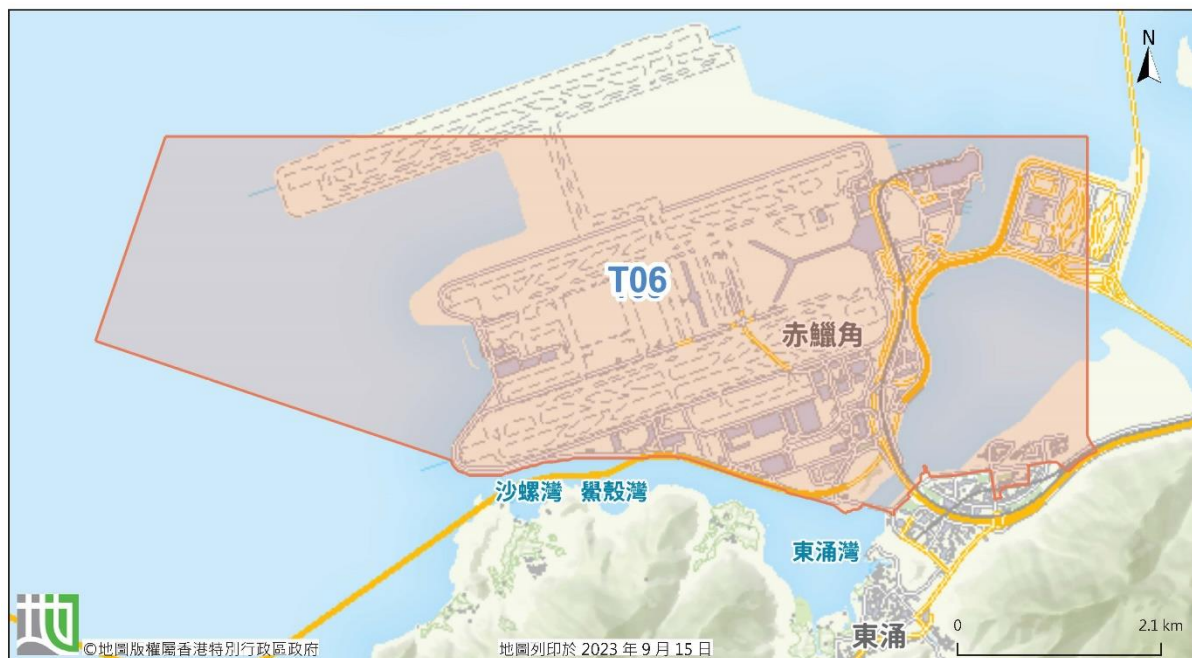 N
T06
赤鱲角
沙螺灣 鱟殼灣
東涌灣
東涌
0 2.1 km
©地圖版權屬香港特別行政區政府
地圖列印於 2023 年 9 月 15 日